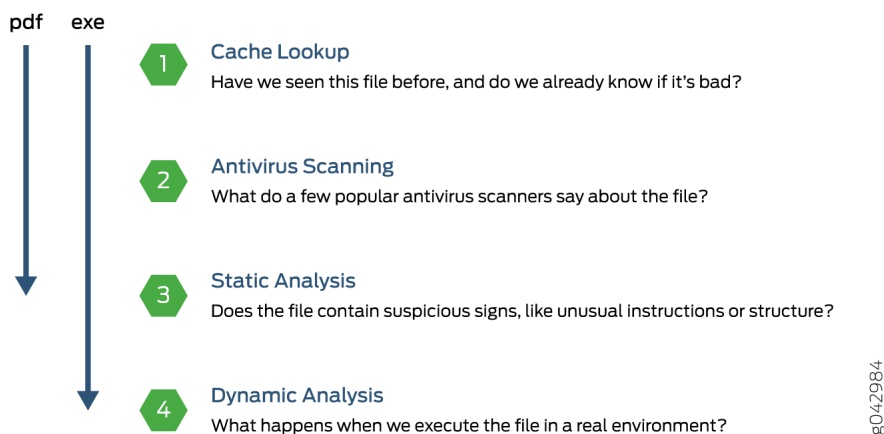 pdf exe
1 Cache Lookup
Have we seen this file before, and do we already know if it's bad?
2 Antivirus Scanning
What do a few popular antivirus scanners say about the file?
3 Static Analysis
Does the file contain suspicious signs, like unusual instructions or structure?
4 Dynamic Analysis
What happens when we execute the file in a real environment?
g042984